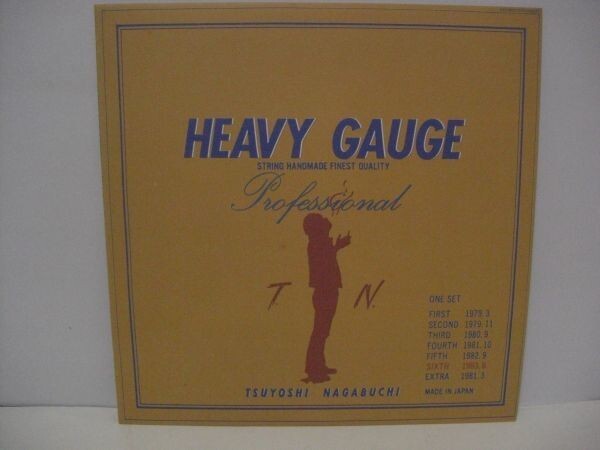 HEAVY GAUGE
STRING HANDMADE FINEST QUALITY
Professional
T N.
ONE SET
FIRST 1979.3
SECOND 1979.11
THIRD 1980.9
FOURTH 1981.10
FIFTH 1982.9
SIXTH 1983.6
EXTRA 1981.3
TSUYOSHI NAGABUCHI
MADE IN JAPAN